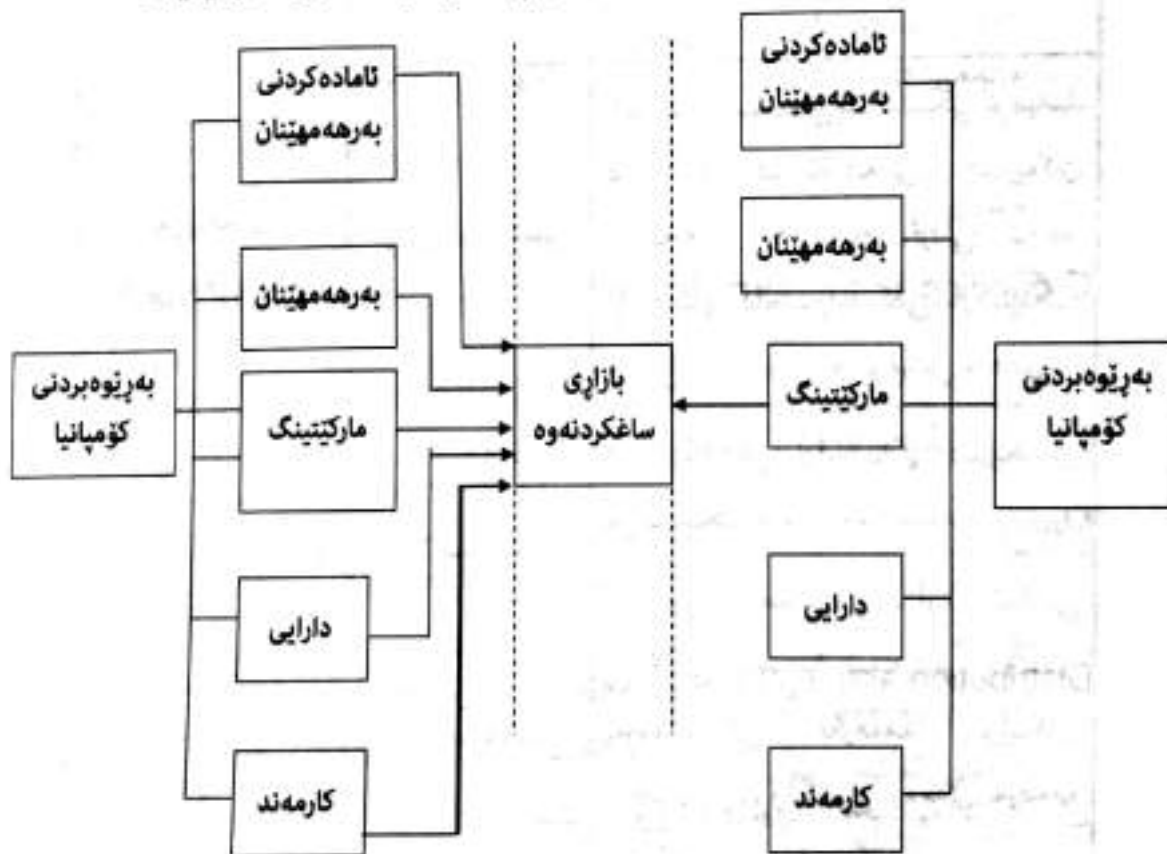 ئامادەکردنی
بەرهەمهێنان
بەرهەمهێنان
مارکێتینگ
دارایی
کارمەند
بەڕێوەبردنی
کۆمپانیا
بازاڕی
ساغکردنەوە
ئامادەکردنی
بەرهەمهێنان
بەرهەمهێنان
مارکێتینگ
دارایی
کارمەند
بەڕێوەبردنی
کۆمپانیا